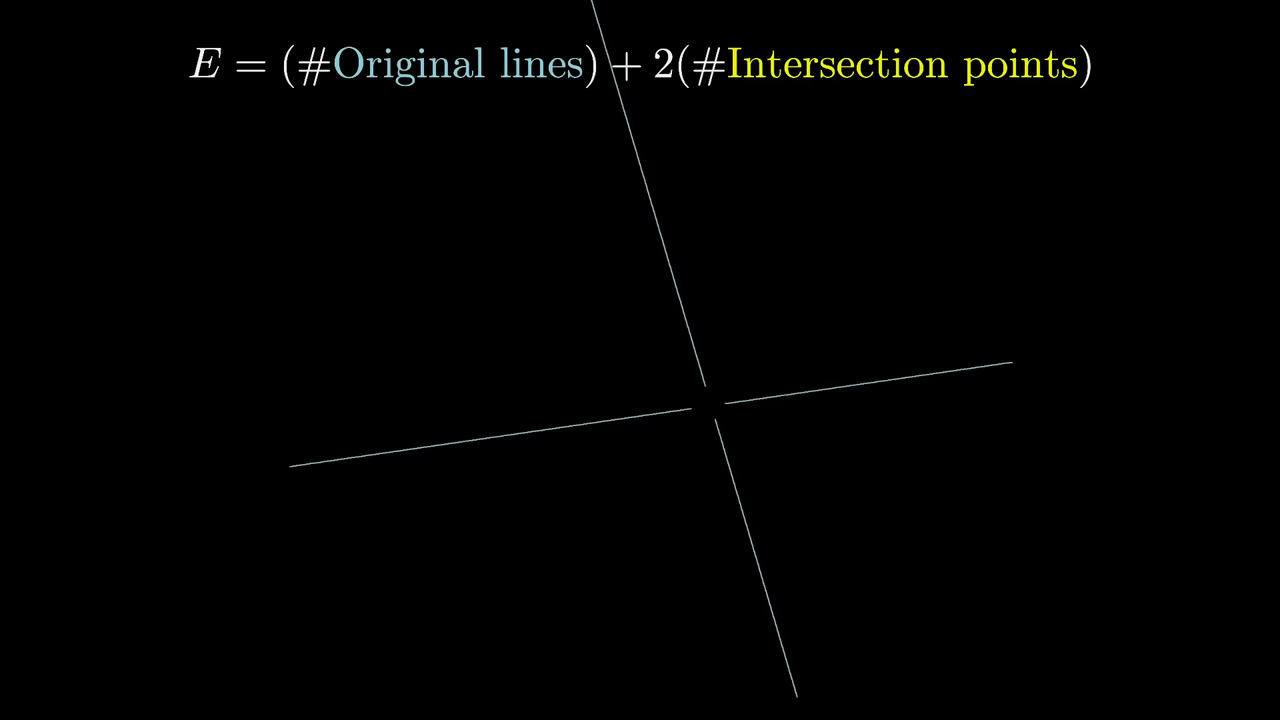 E = (#Original lines) + 2(#Intersection points)